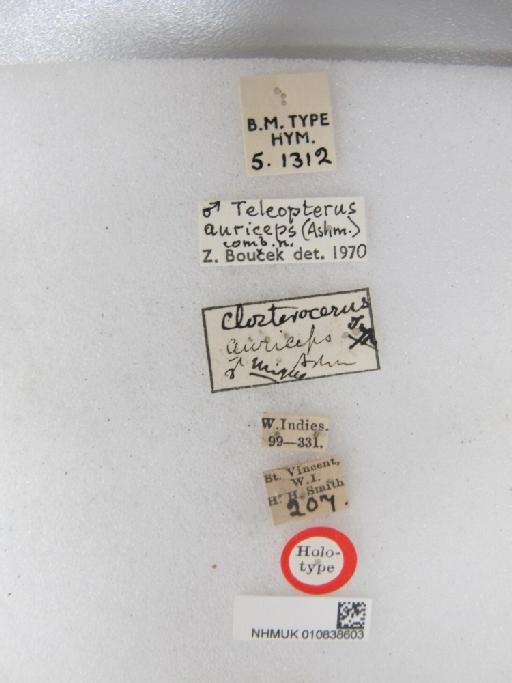 B.M. TYPE
HYM.
5.1312
♂ Teleopterus
auriceps (Ashm.)
comb. n.
Z. Bouček det. 1970
Closterocerus
auriceps ♂
♂ Ashm
W. Indies.
99—331.
St. Vincent,
W.I.
H. H. Smith
207.
Holo-
type
NHMUK 010838603